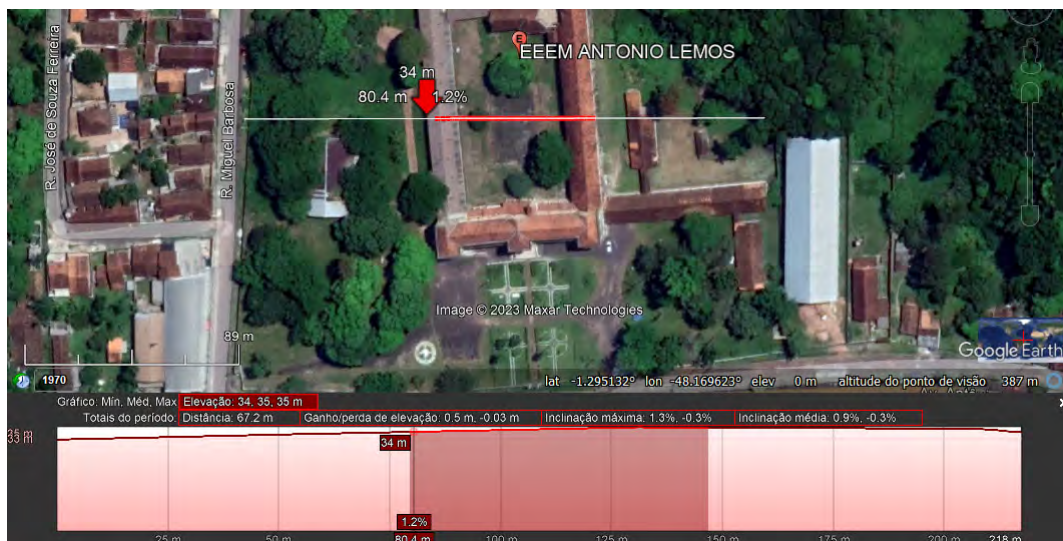 EEEM ANTONIO LEMOS
34 m
80.4 m 1.2%
R. José de Souza Ferreira
R. Miguel Barbosa
Image © 2023 Maxar Technologies
89 m
Google Earth
1970
lat -1.295132° lon -48.169623° elev 0 m altitude do ponto de visão 387 m
Gráfico: Mín, Méd, Max Elevação: 34, 35, 35 m
Totais do período: Distância: 67.2 m Ganho/perda de elevação: 0.5 m, -0.03 m Inclinação máxima: 1.3%, -0.3% Inclinação média: 0.9%, -0.3%
35 m
34 m
1.2%
25 m 50 m 80.4 m 100 m 125 m 150 m 175 m 200 m 218 m